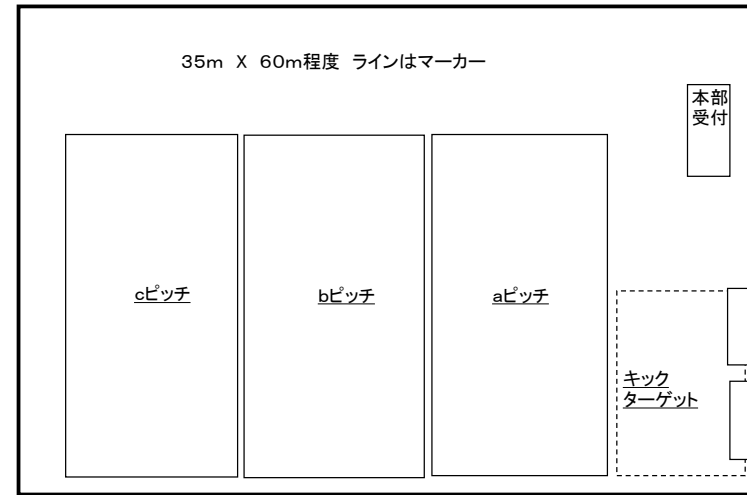 35m X 60m程度 ラインはマーカー
本部
受付
cピッチ
bピッチ
aピッチ
キック
ターゲット